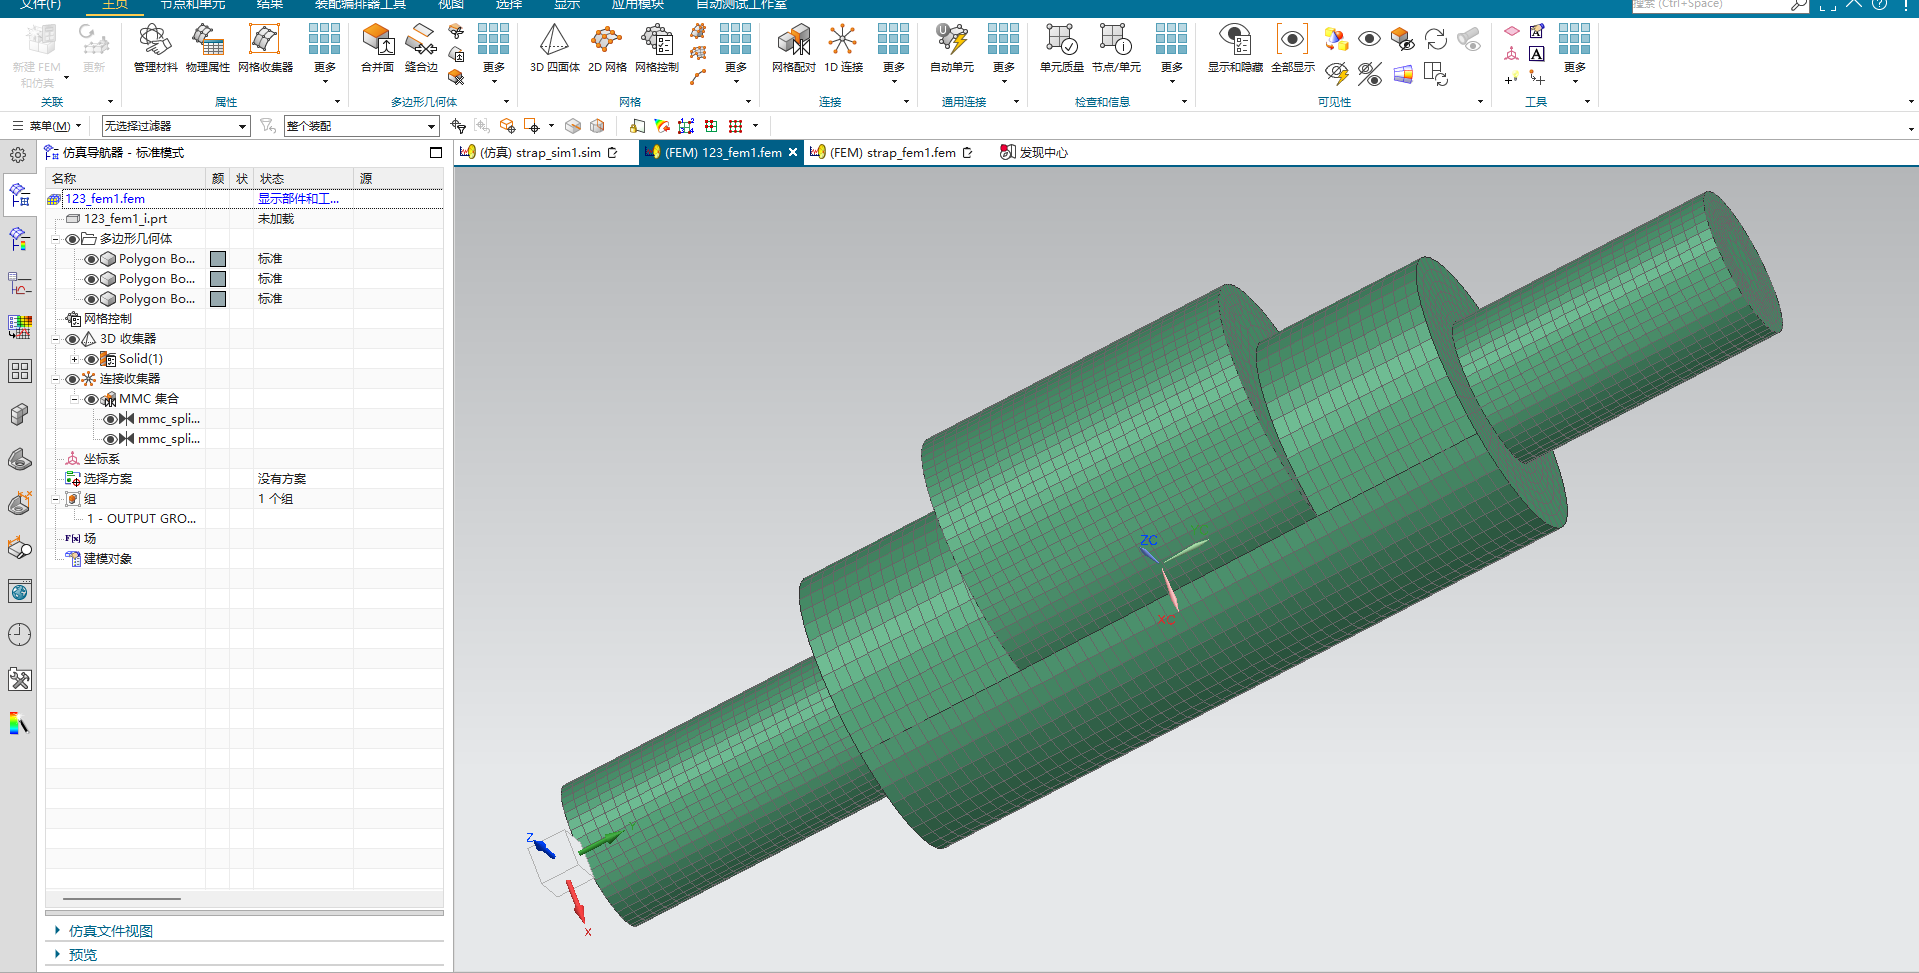 文件(F) 主页 节点和单元 结果 装配编排器工具 视图 选择 显示 应用模块 自动测试工作室 搜索 (Ctrl+Space)
新建 FEM 和仿真 更新 管理材料 物理属性 网格收集器 更多 合并面 缝合边 更多 3D 四面体 2D 网格 网格控制 更多 网格配对 1D 连接 更多 自动单元 更多 单元质量 节点/单元 更多 显示和隐藏 全部显示 更多
关联 属性 多边形几何体 网格 连接 通用连接 检查和信息 可见性 工具
菜单(M) 无选择过滤器 整个装配
仿真导航器 - 标准模式
(仿真) strap_sim1.sim (FEM) 123_fem1.fem (FEM) strap_fem1.fem 发现中心
名称 颜 状 状态 源
123_fem1.fem 显示部件和工...
123_fem1_i.prt 未加载
多边形几何体
Polygon Bo... 标准
Polygon Bo... 标准
Polygon Bo... 标准
网格控制
3D 收集器
Solid(1)
连接收集器
MMC 集合
mmc_spli...
mmc_spli...
坐标系
选择方案 没有方案
组 1 个组
1 - OUTPUT GRO...
F(x) 场
建模对象
仿真文件视图
预览
ZC
XC
Z
X